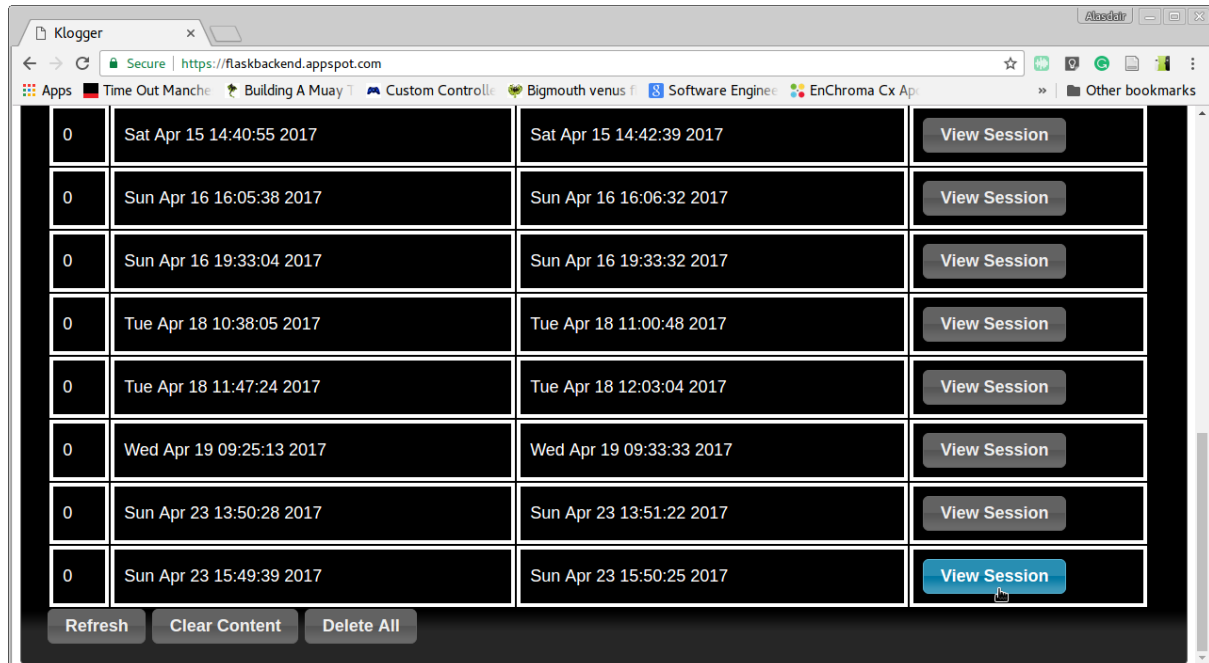 Alasdair
Klogger
Secure | https://flaskbackend.appspot.com
Apps Time Out Manche Building A Muay T Custom Controlle Bigmouth venus f Software Enginee EnChroma Cx Ap » Other bookmarks
0 Sat Apr 15 14:40:55 2017 Sat Apr 15 14:42:39 2017 View Session
0 Sun Apr 16 16:05:38 2017 Sun Apr 16 16:06:32 2017 View Session
0 Sun Apr 16 19:33:04 2017 Sun Apr 16 19:33:32 2017 View Session
0 Tue Apr 18 10:38:05 2017 Tue Apr 18 11:00:48 2017 View Session
0 Tue Apr 18 11:47:24 2017 Tue Apr 18 12:03:04 2017 View Session
0 Wed Apr 19 09:25:13 2017 Wed Apr 19 09:33:33 2017 View Session
0 Sun Apr 23 13:50:28 2017 Sun Apr 23 13:51:22 2017 View Session
0 Sun Apr 23 15:49:39 2017 Sun Apr 23 15:50:25 2017 View Session
Refresh Clear Content Delete All